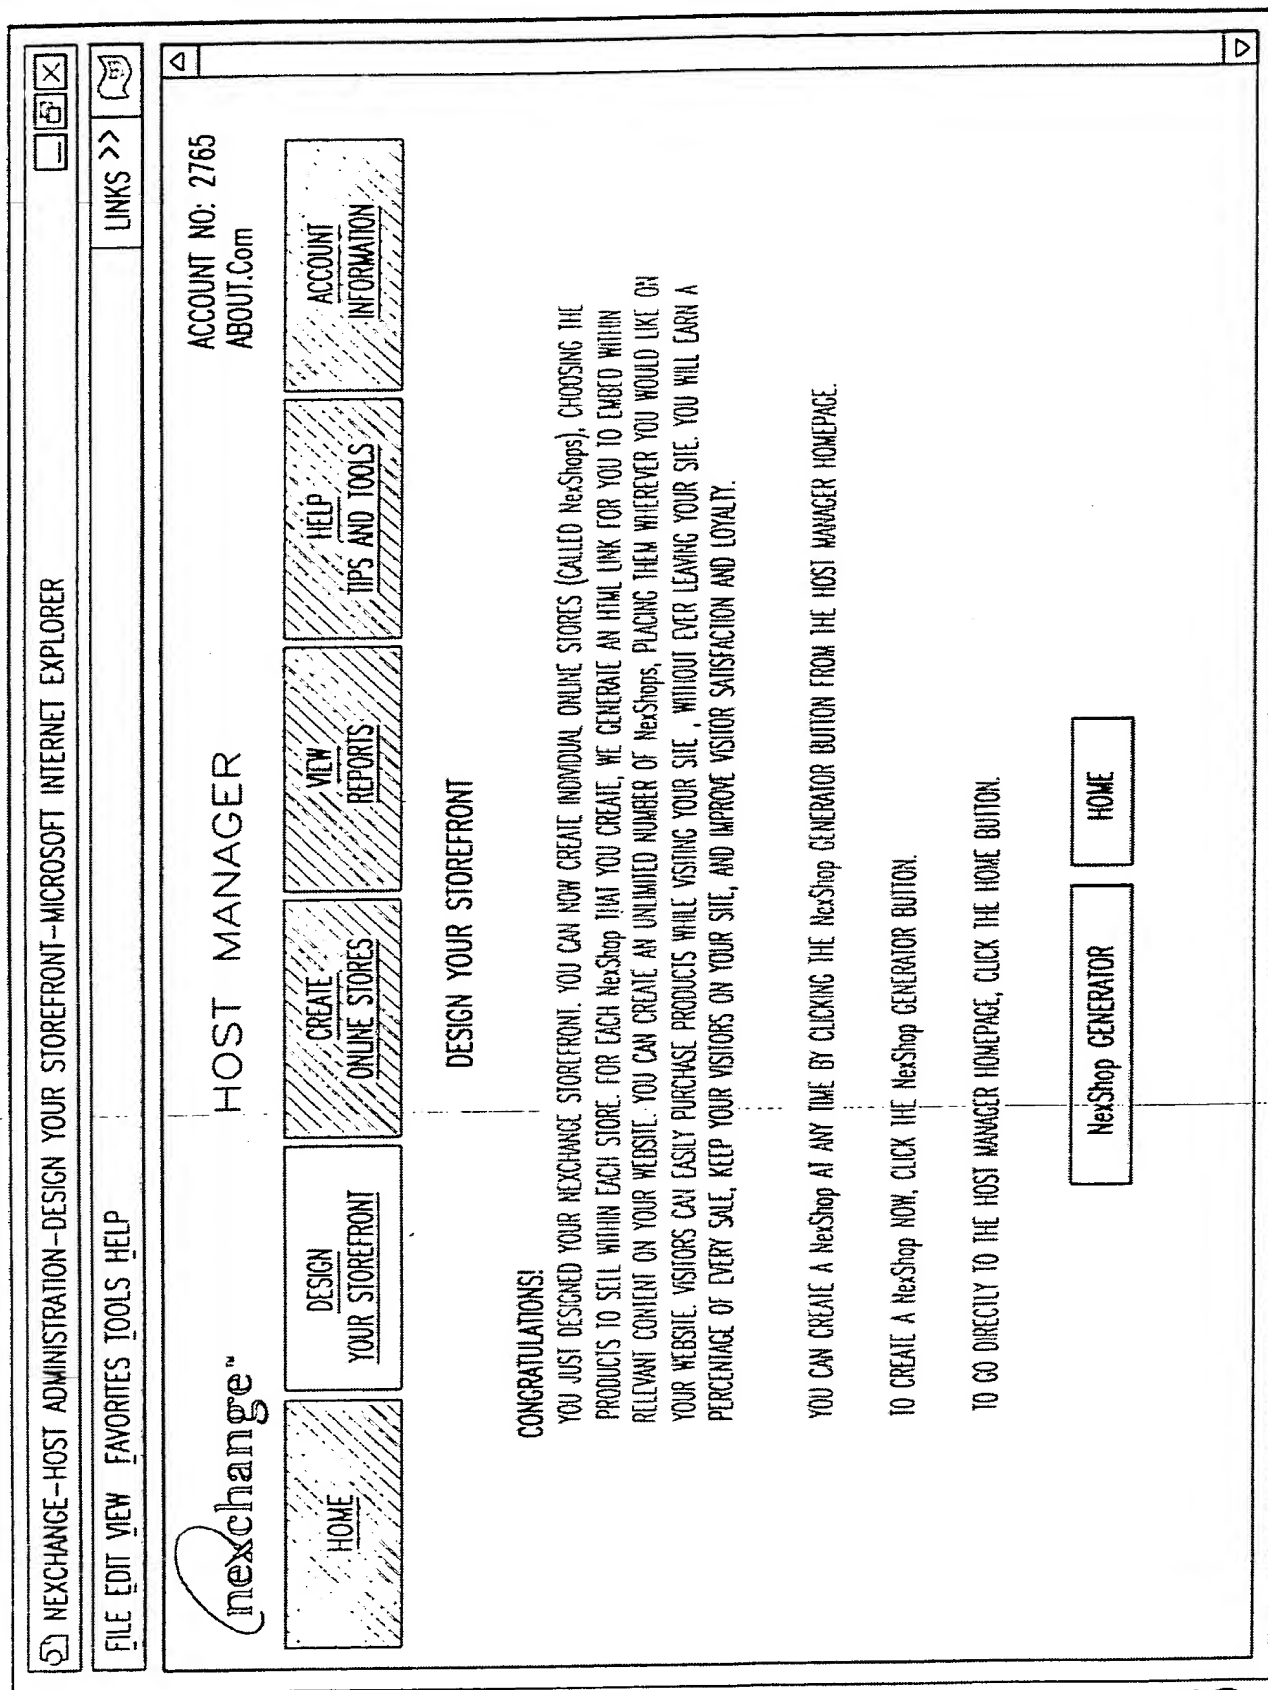 NEXCHANGE-HOST ADMINISTRATION-DESIGN YOUR STOREFRONT-MICROSOFT INTERNET EXPLORER
FILE EDIT VIEW FAVORITES TOOLS HELP
LINKS >>
nexchange™
HOST MANAGER
ACCOUNT NO: 2765
ABOUT.Com
HOME
DESIGN
YOUR STOREFRONT
CREATE
ONLINE STORES
VIEW
REPORTS
HELP
TIPS AND TOOLS
ACCOUNT
INFORMATION
DESIGN YOUR STOREFRONT
CONGRATULATIONS!
YOU JUST DESIGNED YOUR NEXCHANGE STOREFRONT. YOU CAN NOW CREATE INDIVIDUAL ONLINE STORES (CALLED NexShops), CHOOSING THE
PRODUCTS TO SELL WITHIN EACH STORE. FOR EACH NexShop THAT YOU CREATE, WE GENERATE AN HTML LINK FOR YOU TO EMBED WITHIN
RELEVANT CONTENT ON YOUR WEBSITE. YOU CAN CREATE AN UNLIMITED NUMBER OF NexShops, PLACING THEM WHEREVER YOU WOULD LIKE ON
YOUR WEBSITE. VISITORS CAN EASILY PURCHASE PRODUCTS WHILE VISITING YOUR SITE , WITHOUT EVER LEAVING YOUR SITE. YOU WILL EARN A
PERCENTAGE OF EVERY SALE, KEEP YOUR VISITORS ON YOUR SITE, AND IMPROVE VISITOR SATISFACTION AND LOYALTY.
YOU CAN CREATE A NexShop AT ANY TIME BY CLICKING THE NexShop GENERATOR BUTTON FROM THE HOST MANAGER HOMEPAGE.
TO CREATE A NexShop NOW, CLICK THE NexShop GENERATOR BUTTON.
TO GO DIRECTLY TO THE HOST MANAGER HOMEPAGE, CLICK THE HOME BUTTON.
NexShop GENERATOR
HOME